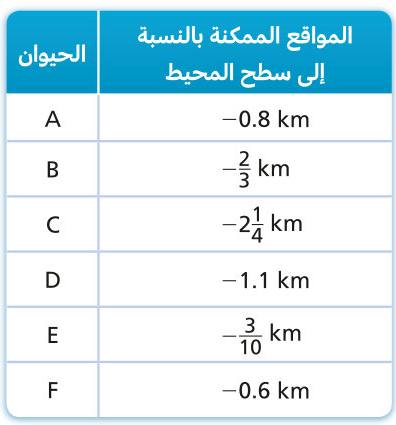 الحيوان
المواقع الممكنة بالنسبة
إلى سطح المحيط
A −0.8 km
B −2/3 km
C −2 1/4 km
D −1.1 km
E −3/10 km
F −0.6 km